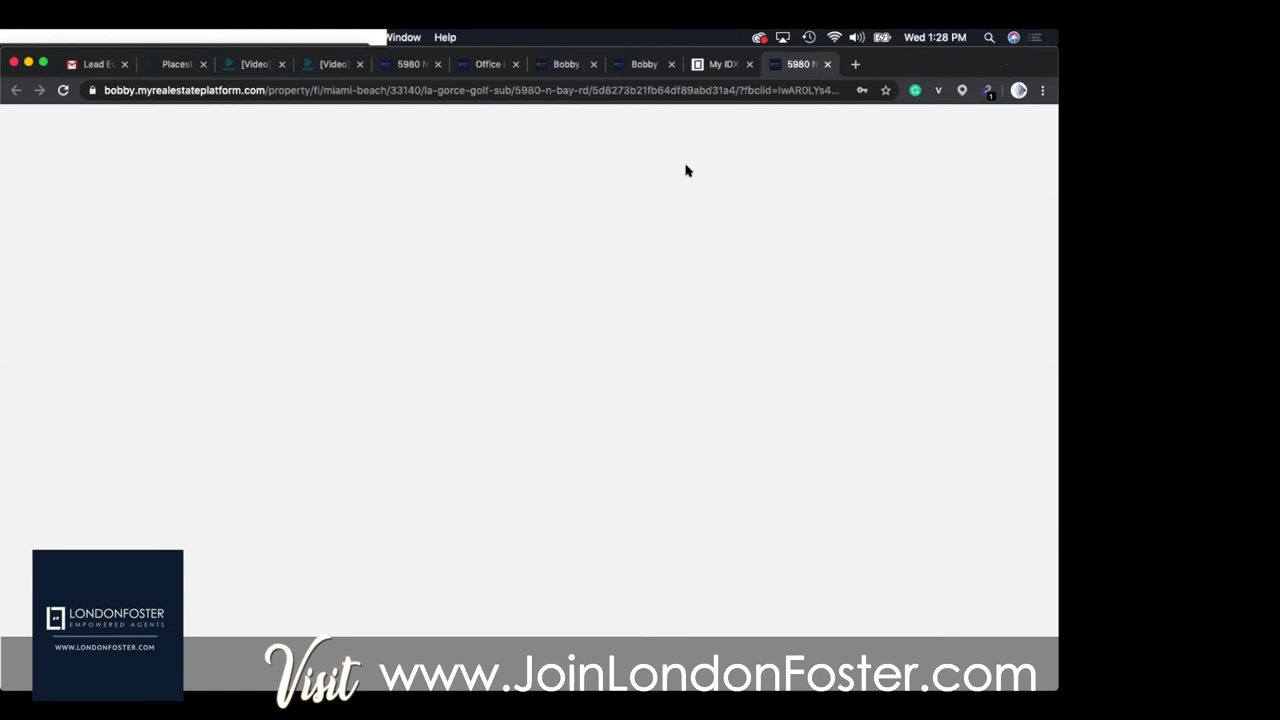 Window Help Wed 1:28 PM
Lead E [Video] [Video] 5980 N Office Bobby Bobby My IDX 5980 N
bobby.myrealestateplatform.com/property/fl/miami-beach/33140/la-gorce-golf-sub/5980-n-bay-rd/5d8273b21fb64df89abd31a4/?fbclid=IwAR0LYs4...
LONDONFOSTER
EMPOWERED AGENTS
WWW.LONDONFOSTER.COM
Visit www.JoinLondonFoster.com